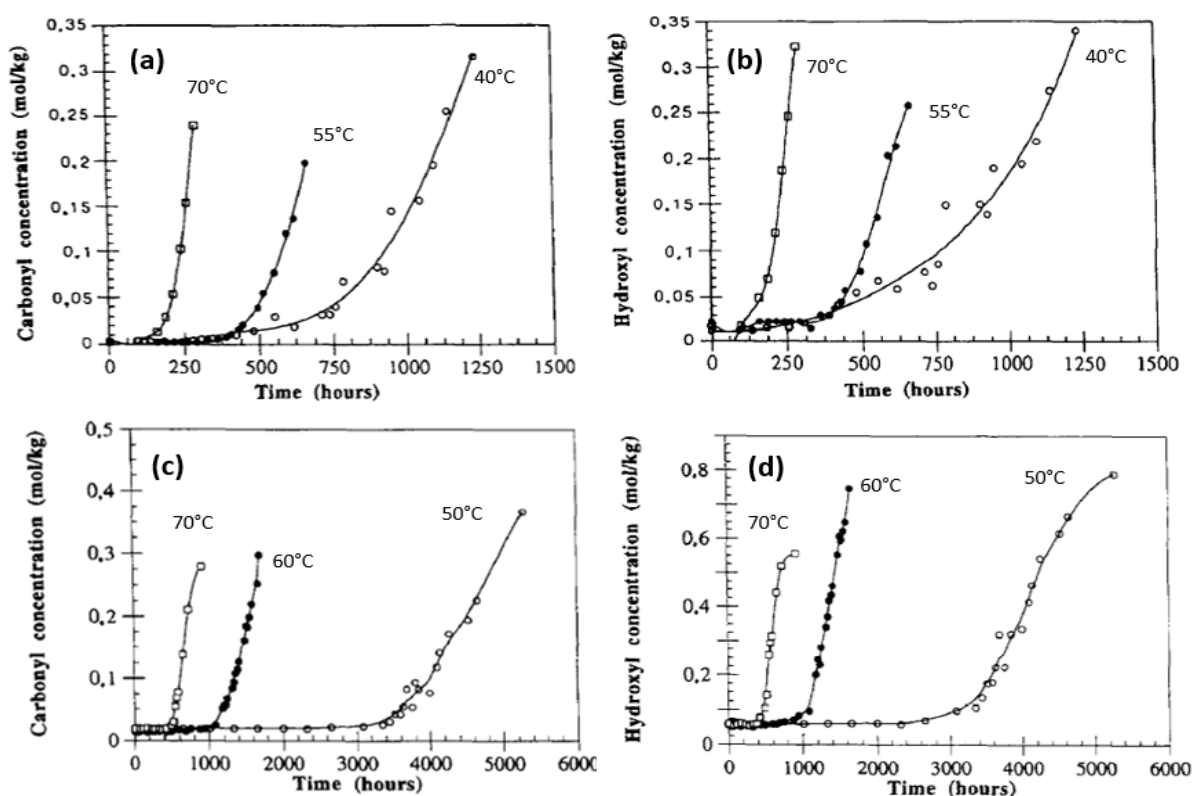 (a)
Carbonyl concentration (mol/kg)
0,35
0,3
0,25
0,2
0,15
0,1
0,05
0
70°C
55°C
40°C
0 250 500 750 1000 1250 1500
Time (hours)
(b)
Hydroxyl concentration (mol/kg)
0,35
0,3
0,25
0,2
0,15
0,1
0,05
0
70°C
55°C
40°C
0 250 500 750 1000 1250 1500
Time (hours)
(c)
Carbonyl concentration (mol/kg)
0,5
0,4
0,3
0,2
0,1
0
70°C
60°C
50°C
0 1000 2000 3000 4000 5000 6000
Time (hours)
(d)
Hydroxyl concentration (mol/kg)
0,8
0,6
0,4
0,2
0
70°C
60°C
50°C
0 1000 2000 3000 4000 5000 6000
Time (hours)